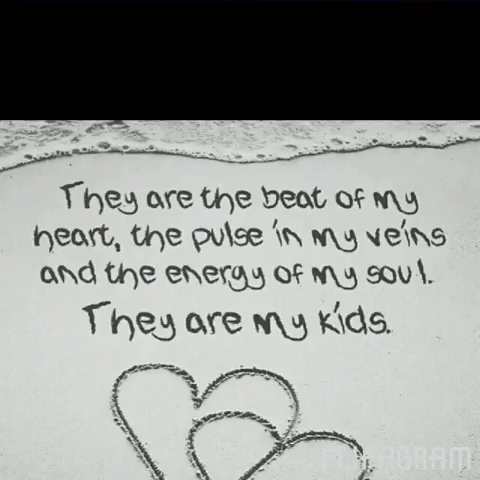 They are the beat of my
heart, the pulse in my veins
and the energy of my soul.
They are my kids.
FLIPAGRAM